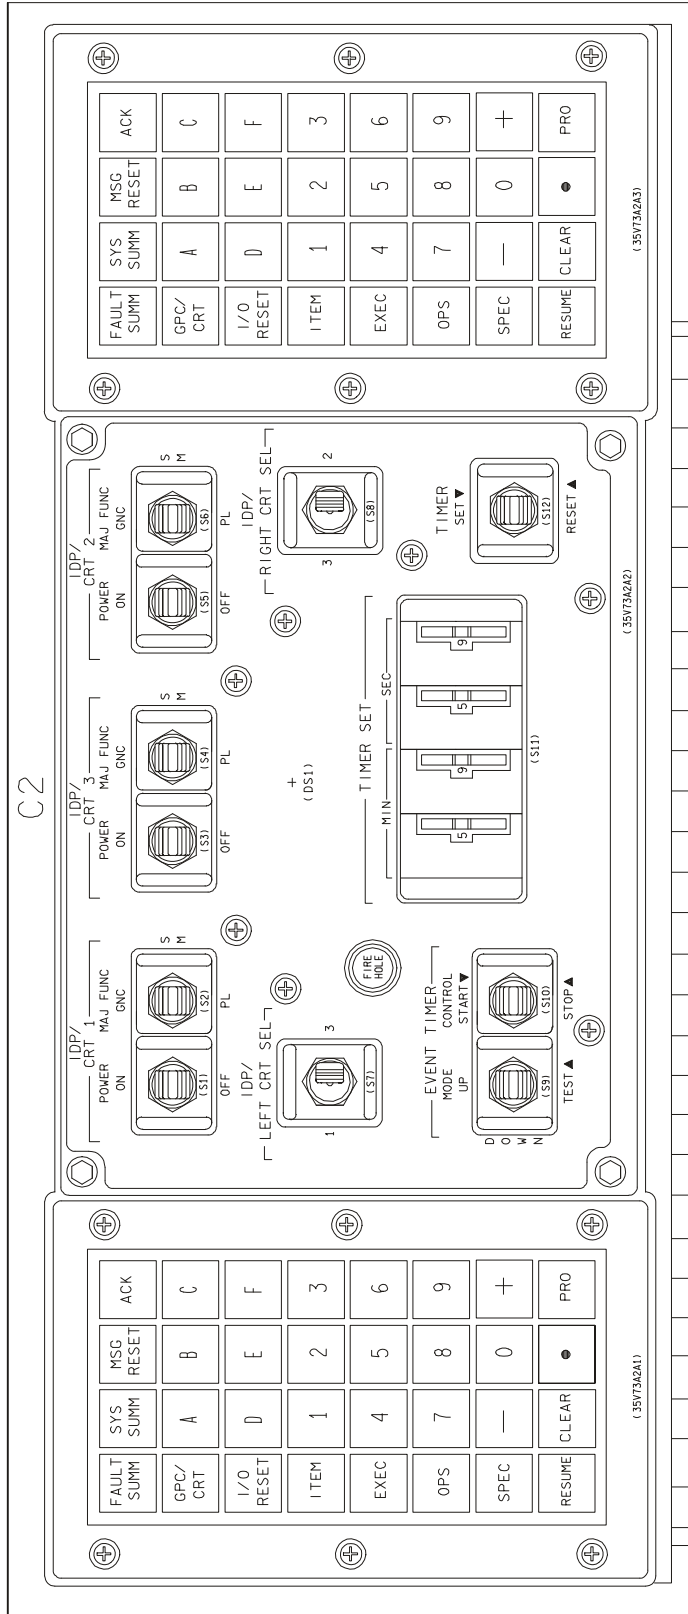 C2
FAULT SUMM
SYS SUMM
MSG RESET
ACK
GPC/ CRT
A
B
C
I/O RESET
D
E
F
ITEM
1
2
3
EXEC
4
5
6
OPS
7
8
9
SPEC
—
0
+
RESUME
CLEAR
•
PRO
(35V73A2A1)
IDP/
CRT 1
POWER
ON
MAJ FUNC
GNC
SM
(S1)
(S2)
OFF
PL
IDP/
CRT 3
POWER
ON
MAJ FUNC
GNC
SM
(S3)
(S4)
OFF
PL
IDP/
CRT 2
POWER
ON
MAJ FUNC
GNC
SM
(S5)
(S6)
OFF
PL
IDP/
LEFT CRT SEL
1
3
(S7)
+
(DS1)
IDP/
RIGHT CRT SEL
3
2
(S8)
FIRE
HOLE
EVENT TIMER
MODE
UP
CONTROL
START▼
DOWN
(S9)
(S10)
TEST▲
STOP▲
TIMER SET
MIN
SEC
5
9
5
9
(S11)
TIMER
SET▼
(S12)
RESET▲
(35V73A2A2)
FAULT SUMM
SYS SUMM
MSG RESET
ACK
GPC/ CRT
A
B
C
I/O RESET
D
E
F
ITEM
1
2
3
EXEC
4
5
6
OPS
7
8
9
SPEC
—
0
+
RESUME
CLEAR
•
PRO
(35V73A2A3)